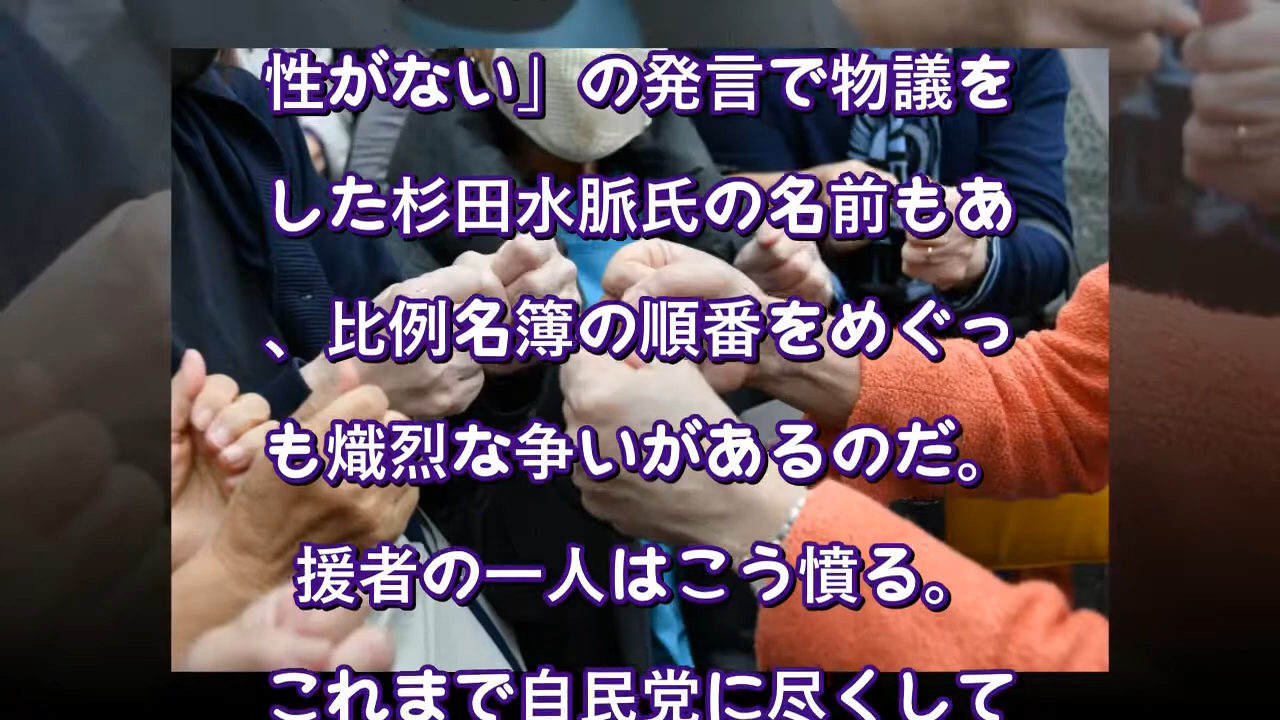 性がない」の発言で物議を
した杉田水脈氏の名前もあ
、比例名簿の順番をめぐっ
も熾烈な争いがあるのだ。
援者の一人はこう憤る。
これまで自民党に尽くして